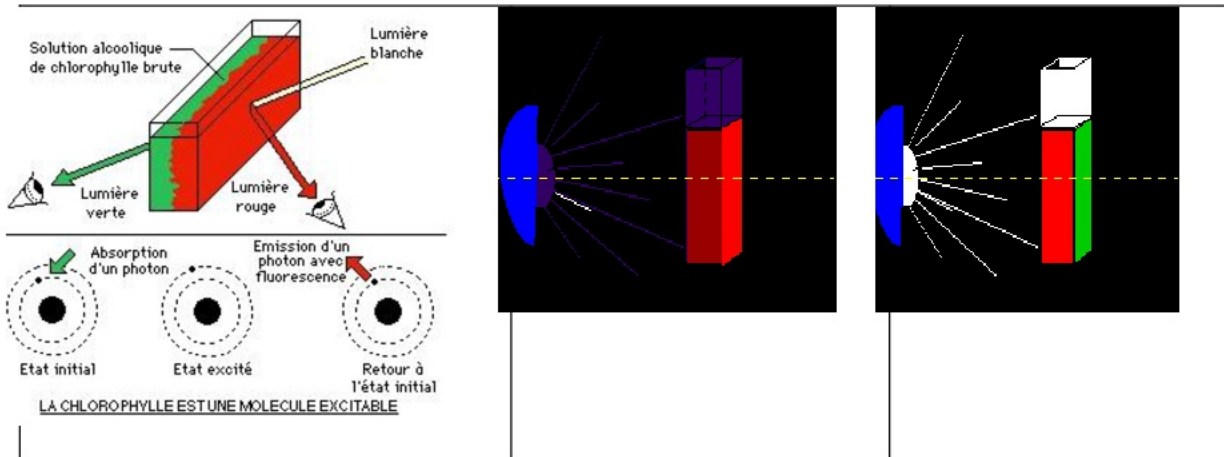 Solution alcoolique
de chlorophylle brute
Lumière
blanche
Lumière
verte
Lumière
rouge
Absorption
d'un photon
Emission d'un
photon avec
fluorescence
Etat initial
Etat excité
Retour à
l'état initial
LA CHLOROPHYLLE EST UNE MOLECULE EXCITABLE